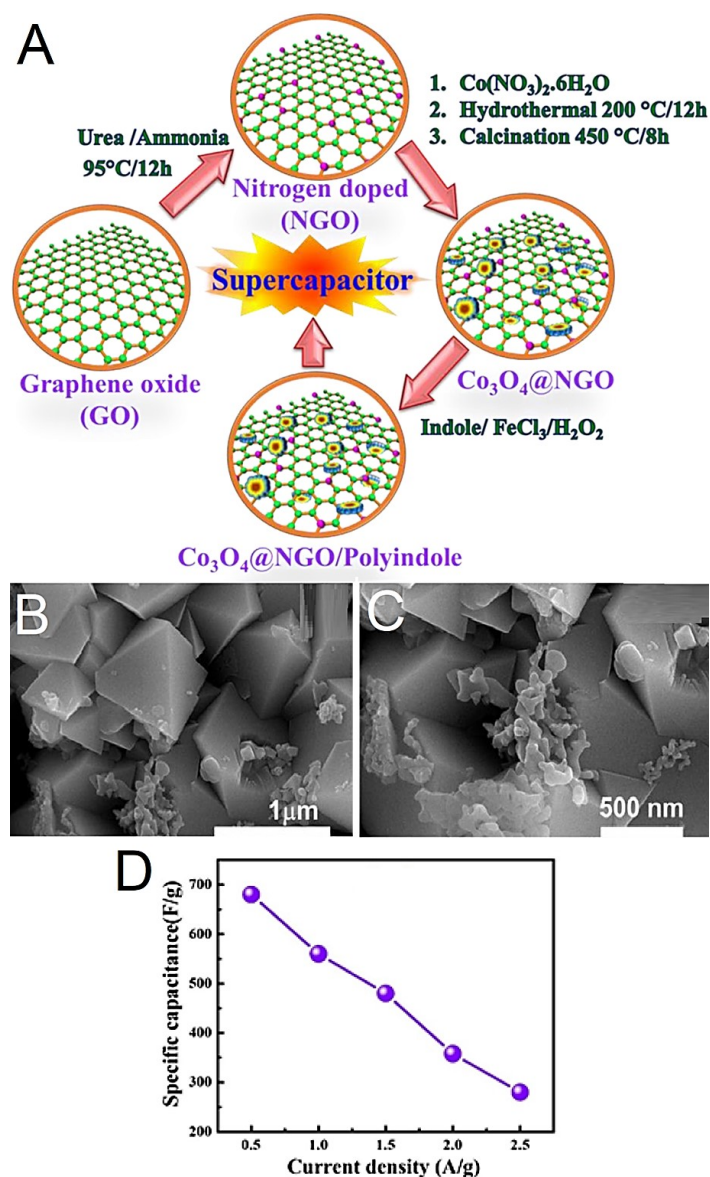 A
Urea /Ammonia
95°C/12h
1. Co(NO₃)₂.6H₂O
2. Hydrothermal 200 °C/12h
3. Calcination 450 °C/8h
Nitrogen doped
(NGO)
Supercapacitor
Graphene oxide
(GO)
Co₃O₄@NGO
Indole/ FeCl₃/H₂O₂
Co₃O₄@NGO/Polyindole
B
1μm
C
500 nm
D
Specific capacitance(F/g)
700
600
500
400
300
200
0.5 1.0 1.5 2.0 2.5
Current density (A/g)